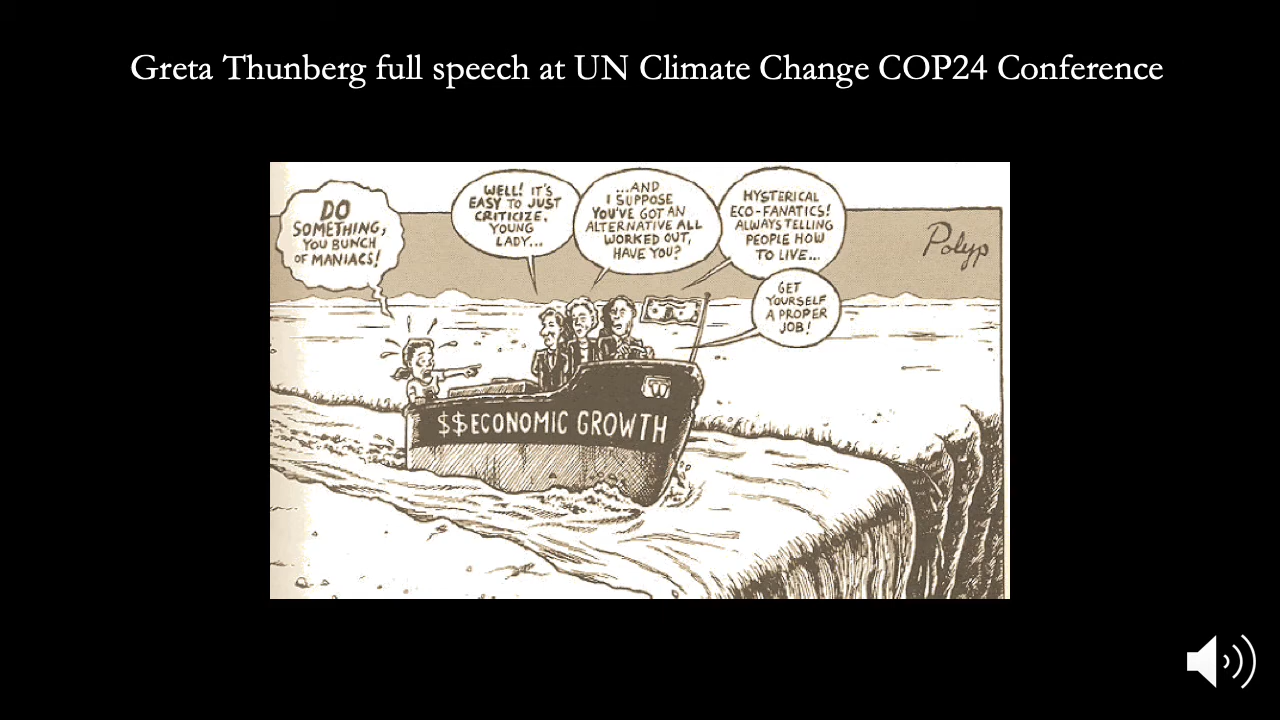 Greta Thunberg full speech at UN Climate Change COP24 Conference
DO
SOMETHING,
YOU BUNCH
OF MANIACS!
WELL! IT'S
EASY TO JUST
CRITICIZE,
YOUNG
LADY...
...AND
I SUPPOSE
YOU'VE GOT AN
ALTERNATIVE ALL
WORKED OUT,
HAVE YOU?
HYSTERICAL
ECO-FANATICS!
ALWAYS TELLING
PEOPLE HOW
TO LIVE...
GET
YOURSELF
A PROPER
JOB!
Polyp
$$ECONOMIC GROWTH